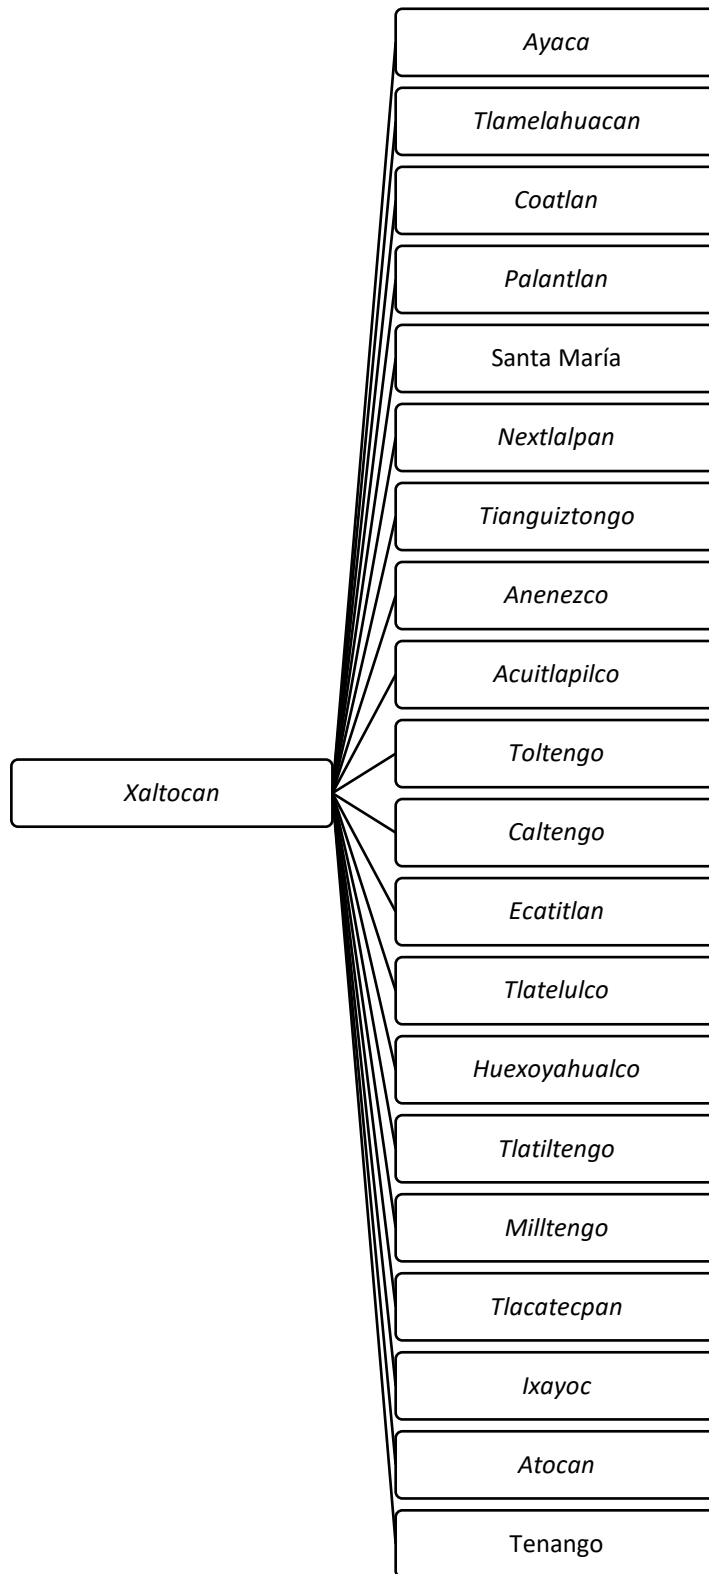 Ayaca
Tlamelahuacan
Coatlan
Palantlan
Santa María
Nextlalpan
Tianguiztongo
Anenezco
Acuitlapilco
Toltengo
Xaltocan
Caltengo
Ecatitlan
Tlatelulco
Huexoyahualco
Tlatiltengo
Milltengo
Tlacatecpan
Ixayoc
Atocan
Tenango